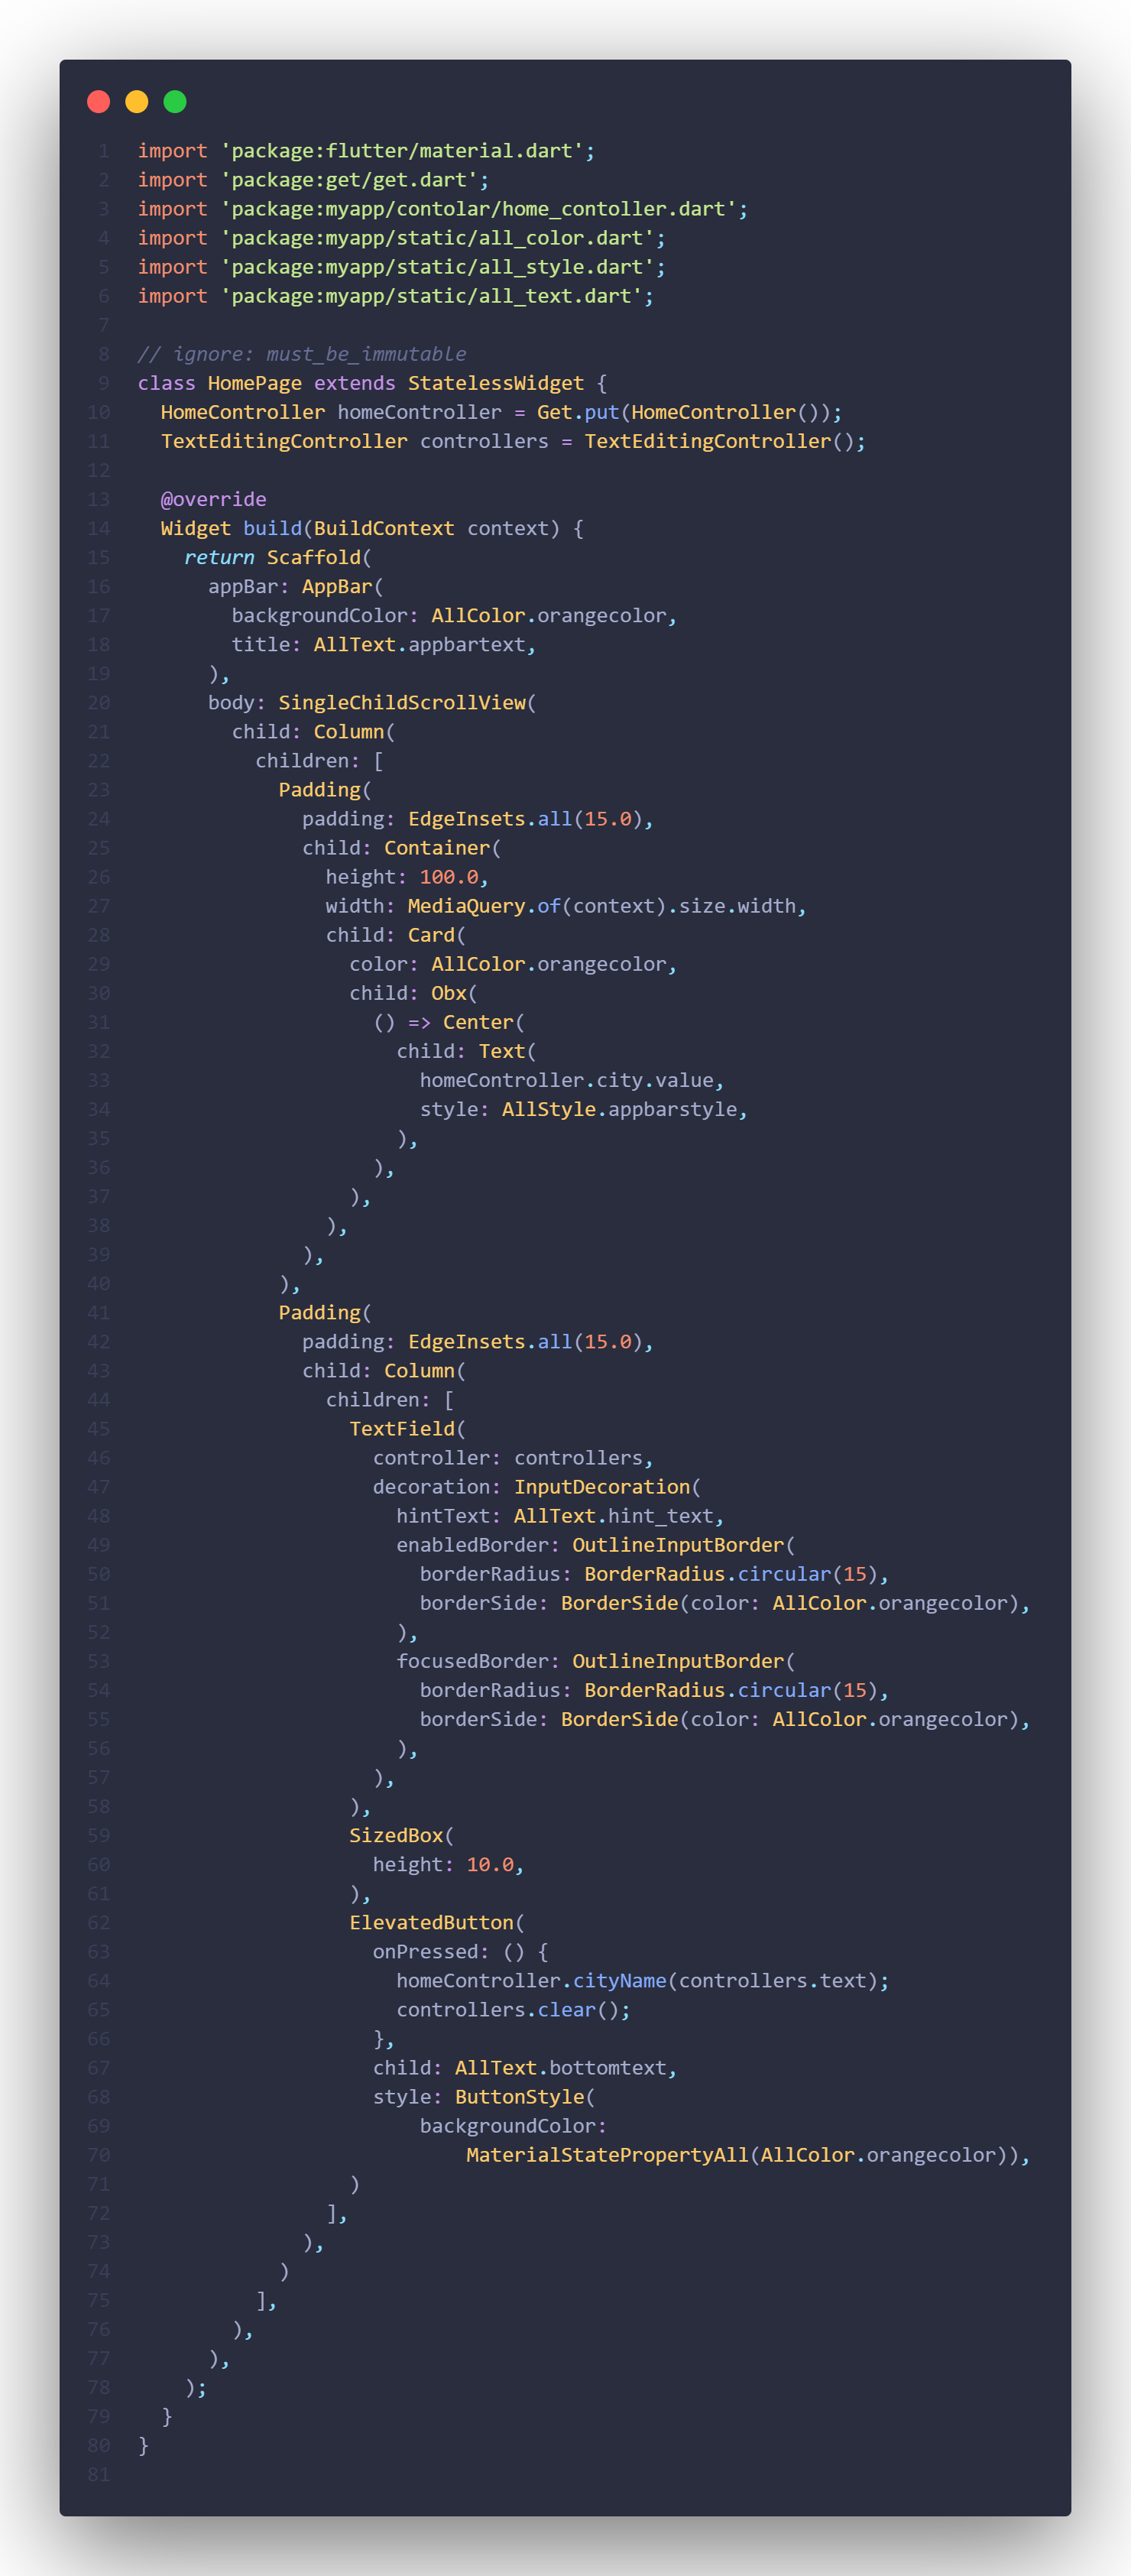 1 import 'package:flutter/material.dart';
2 import 'package:get/get.dart';
3 import 'package:myapp/contolar/home_contoller.dart';
4 import 'package:myapp/static/all_color.dart';
5 import 'package:myapp/static/all_style.dart';
6 import 'package:myapp/static/all_text.dart';
7
8 // ignore: must_be_immutable
9 class HomePage extends StatelessWidget {
10   HomeController homeController = Get.put(HomeController());
11   TextEditingController controllers = TextEditingController();
12
13   @override
14   Widget build(BuildContext context) {
15     return Scaffold(
16       appBar: AppBar(
17         backgroundColor: AllColor.orangecolor,
18         title: AllText.appbartext,
19       ),
20       body: SingleChildScrollView(
21         child: Column(
22           children: [
23             Padding(
24               padding: EdgeInsets.all(15.0),
25               child: Container(
26                 height: 100.0,
27                 width: MediaQuery.of(context).size.width,
28                 child: Card(
29                   color: AllColor.orangecolor,
30                   child: Obx(
31                     () => Center(
32                       child: Text(
33                         homeController.city.value,
34                         style: AllStyle.appbarstyle,
35                       ),
36                     ),
37                   ),
38                 ),
39               ),
40             ),
41             Padding(
42               padding: EdgeInsets.all(15.0),
43               child: Column(
44                 children: [
45                   TextField(
46                     controller: controllers,
47                     decoration: InputDecoration(
48                       hintText: AllText.hint_text,
49                       enabledBorder: OutlineInputBorder(
50                         borderRadius: BorderRadius.circular(15),
51                         borderSide: BorderSide(color: AllColor.orangecolor),
52                       ),
53                       focusedBorder: OutlineInputBorder(
54                         borderRadius: BorderRadius.circular(15),
55                         borderSide: BorderSide(color: AllColor.orangecolor),
56                       ),
57                     ),
58                   ),
59                   SizedBox(
60                     height: 10.0,
61                   ),
62                   ElevatedButton(
63                     onPressed: () {
64                       homeController.cityName(controllers.text);
65                       controllers.clear();
66                     },
67                     child: AllText.bottomtext,
68                     style: ButtonStyle(
69                         backgroundColor:
70                             MaterialStatePropertyAll(AllColor.orangecolor)),
71                   )
72                 ],
73               ),
74             )
75           ],
76         ),
77       ),
78     );
79   }
80 }
81